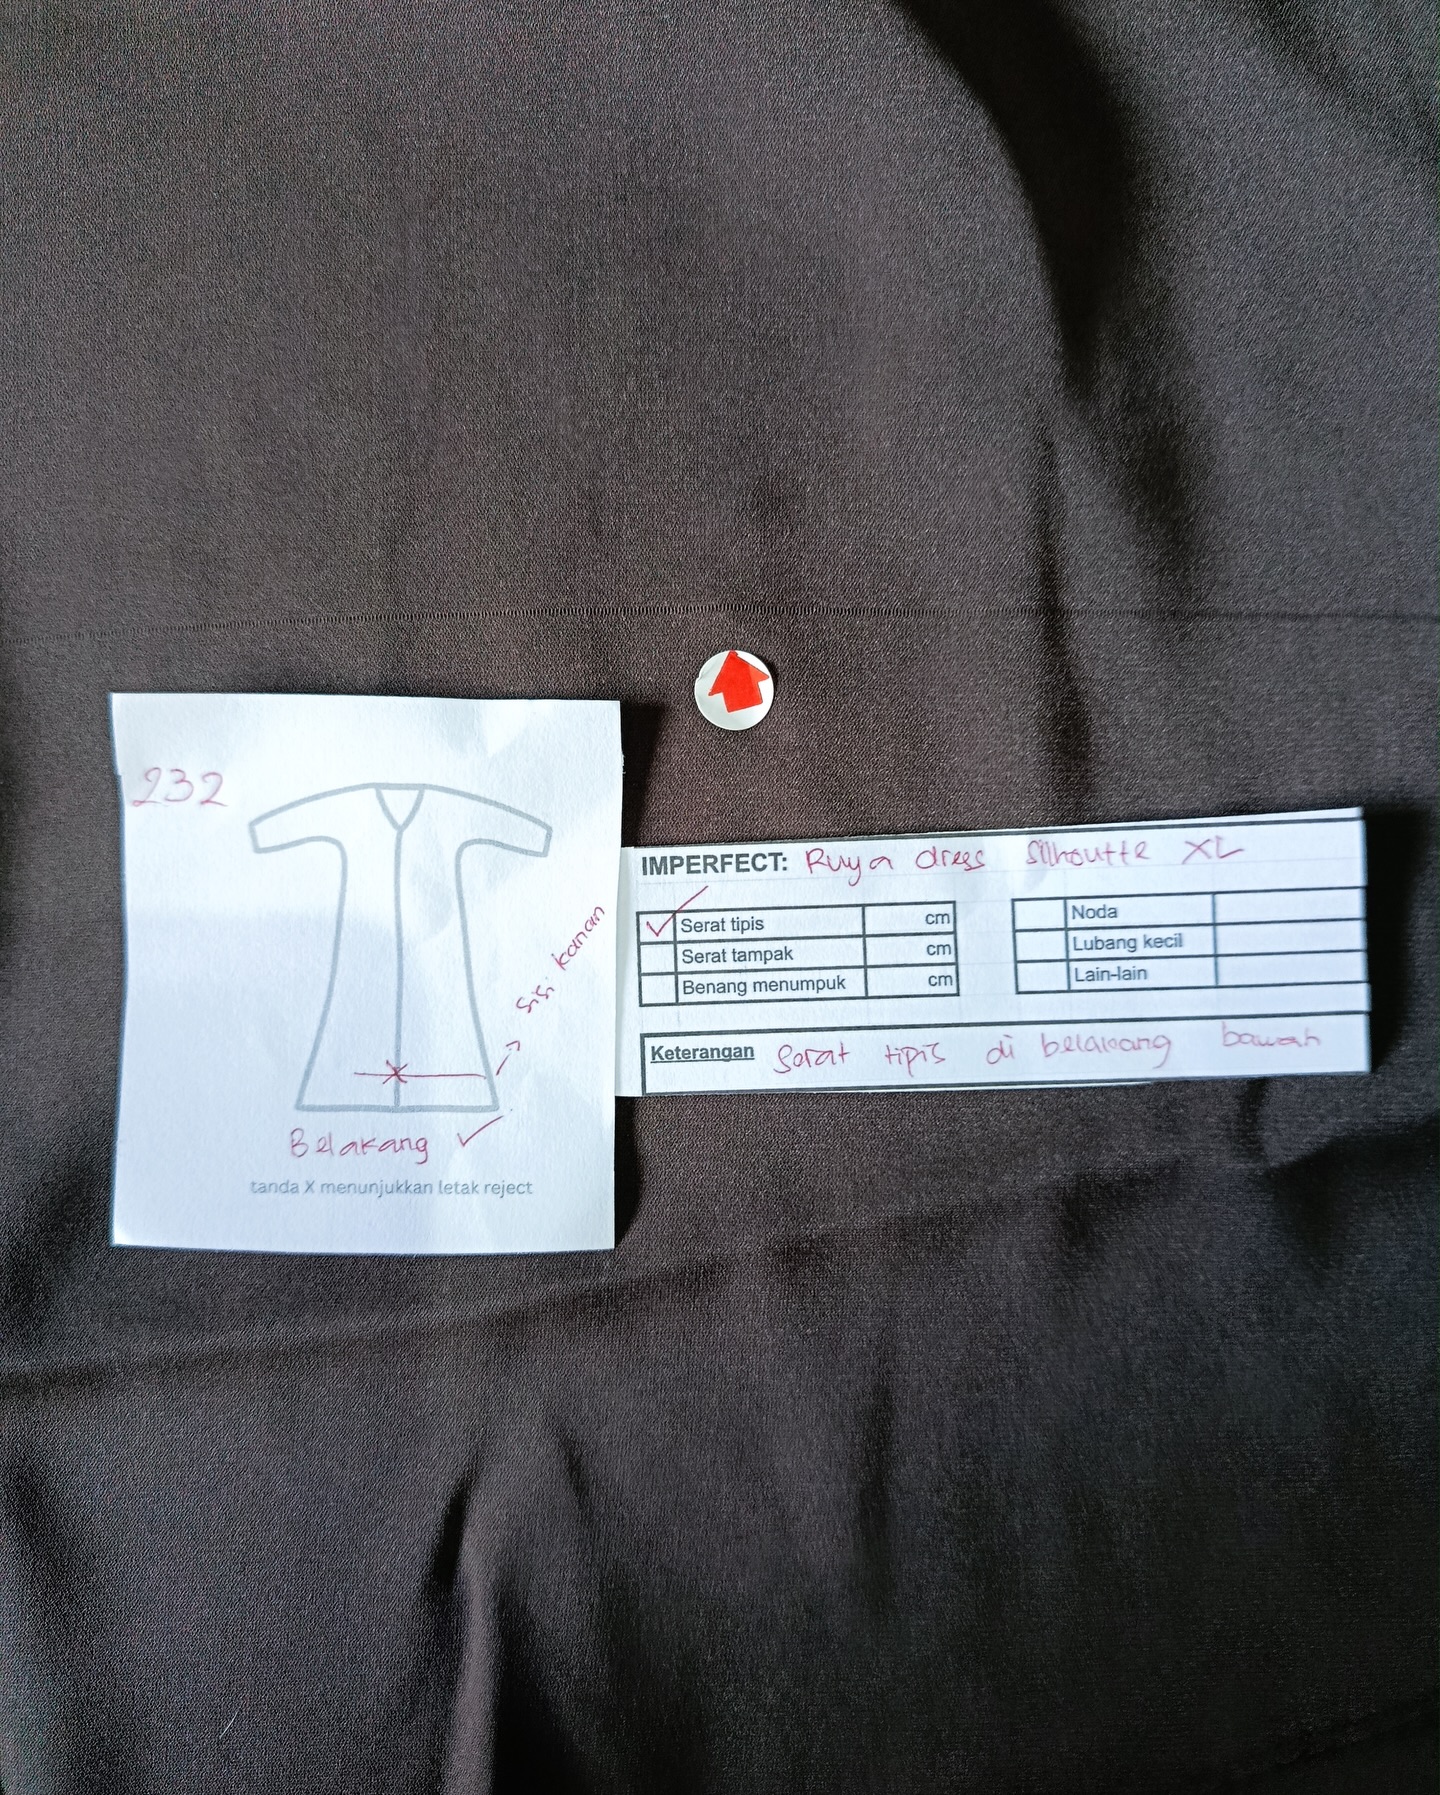 232
sisi kanan
Belakang
tanda X menunjukkan letak reject
IMPERFECT: Ruya dress Silhoutte XL
Serat tipis cm
Serat tampak cm
Benang menumpuk cm
Noda
Lubang kecil
Lain-lain
Keterangan Serat tipis di belakang bawah